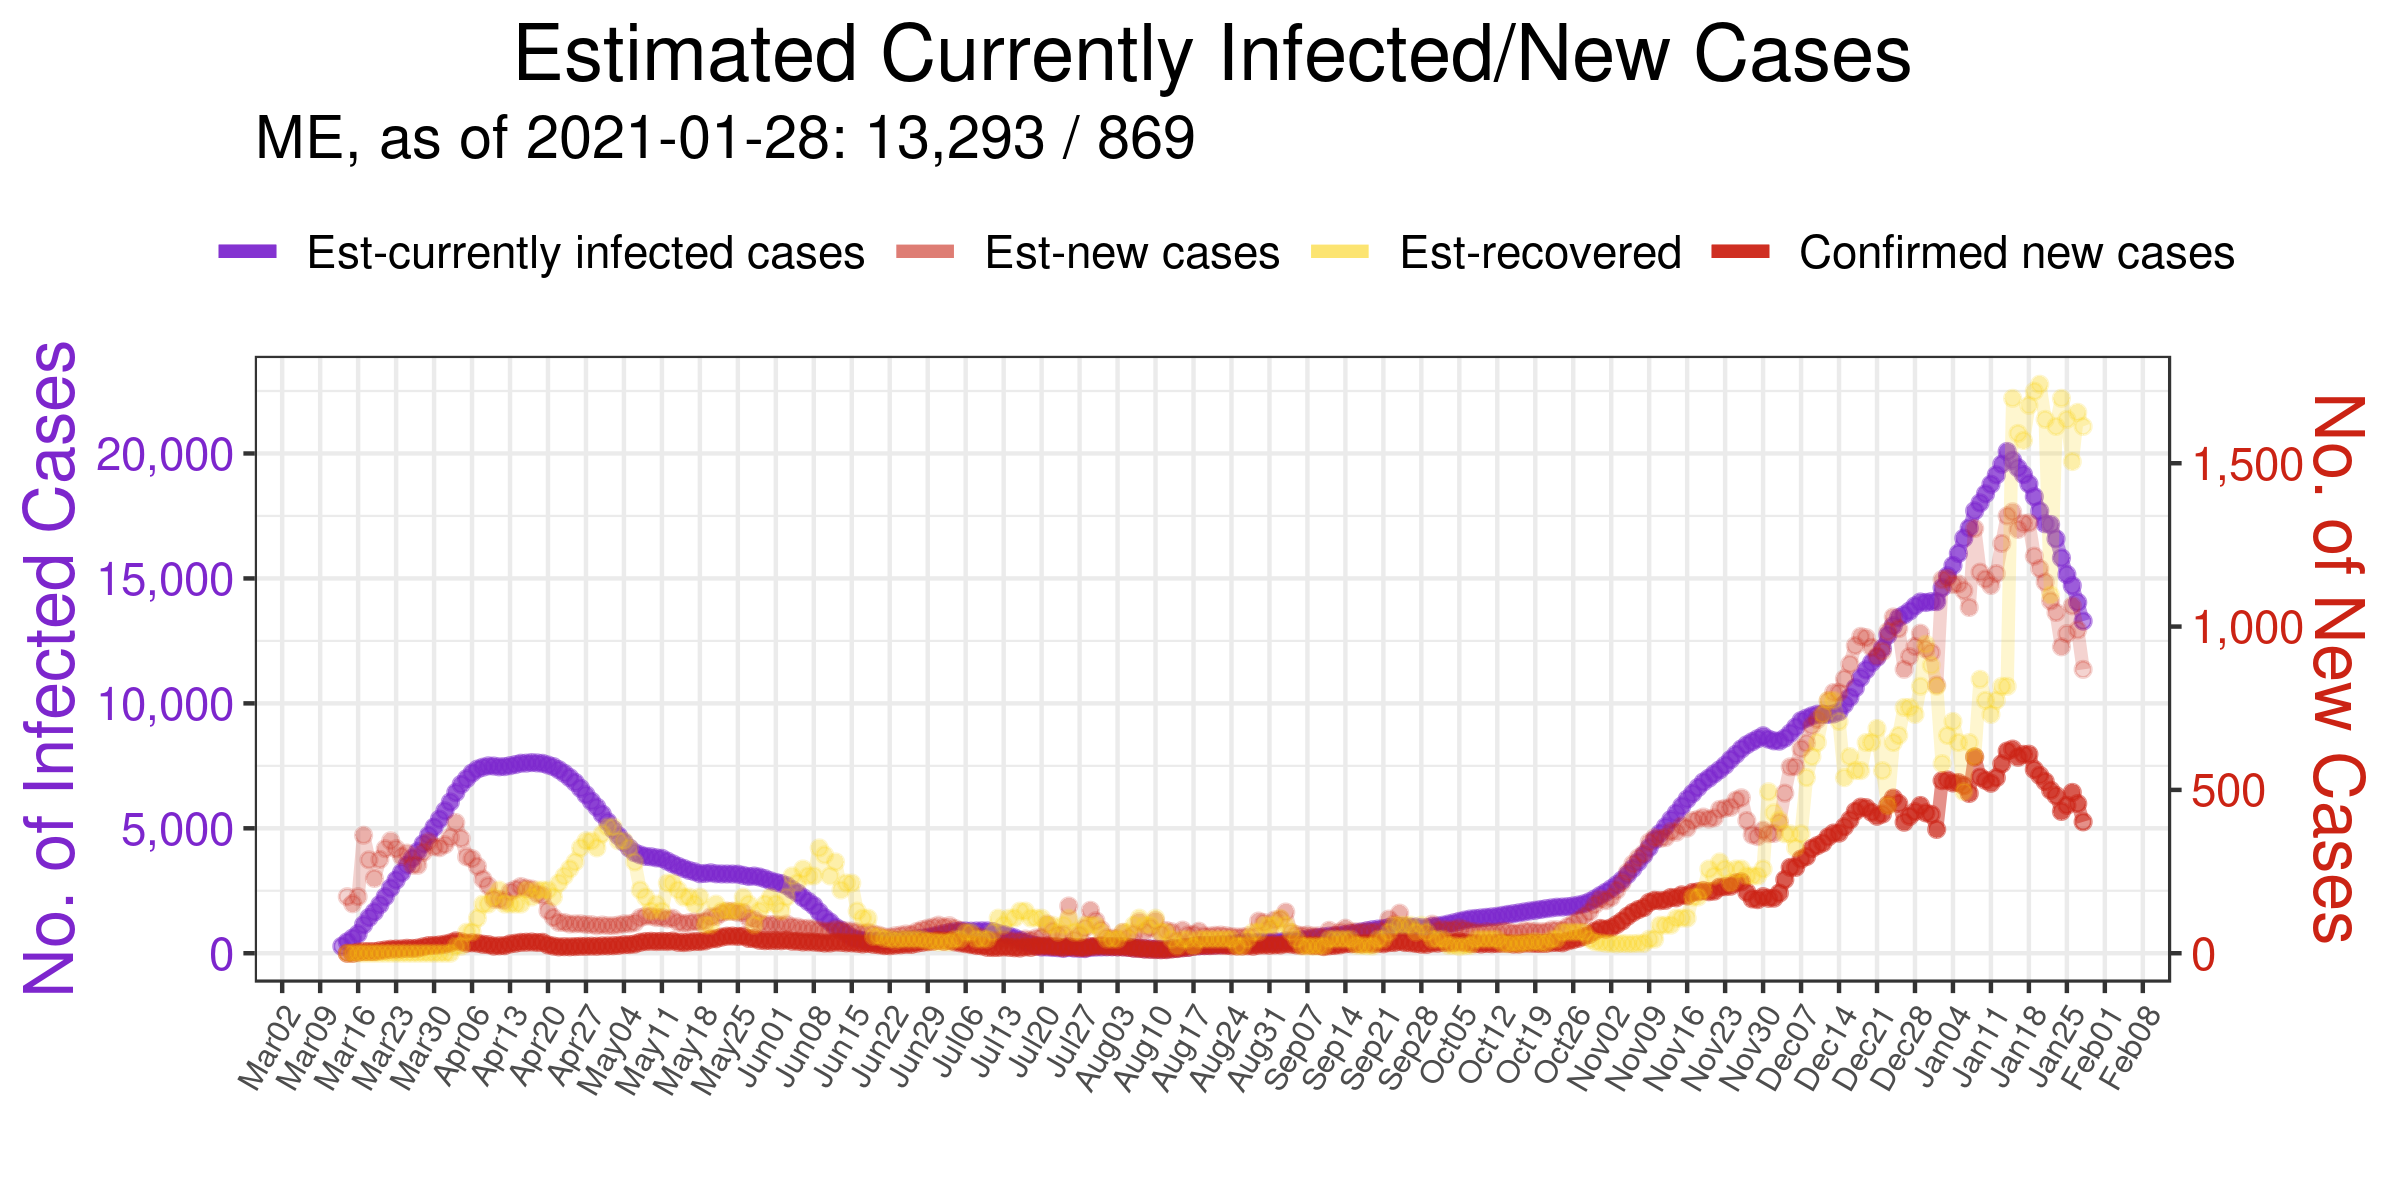 Estimated Currently Infected/New Cases
ME, as of 2021-01-28: 13,293 / 869
Est-currently infected cases Est-new cases Est-recovered Confirmed new cases
No. of Infected Cases
20,000
15,000
10,000
5,000
0
No. of New Cases
1,500
1,000
500
0
Mar02 Mar09 Mar16 Mar23 Mar30 Apr06 Apr13 Apr20 Apr27 May04 May11 May18 May25 Jun01 Jun08 Jun15 Jun22 Jun29 Jul06 Jul13 Jul20 Jul27 Aug03 Aug10 Aug17 Aug24 Aug31 Sep07 Sep14 Sep21 Sep28 Oct05 Oct12 Oct19 Oct26 Nov02 Nov09 Nov16 Nov23 Nov30 Dec07 Dec14 Dec21 Dec28 Jan04 Jan11 Jan18 Jan25 Feb01 Feb08